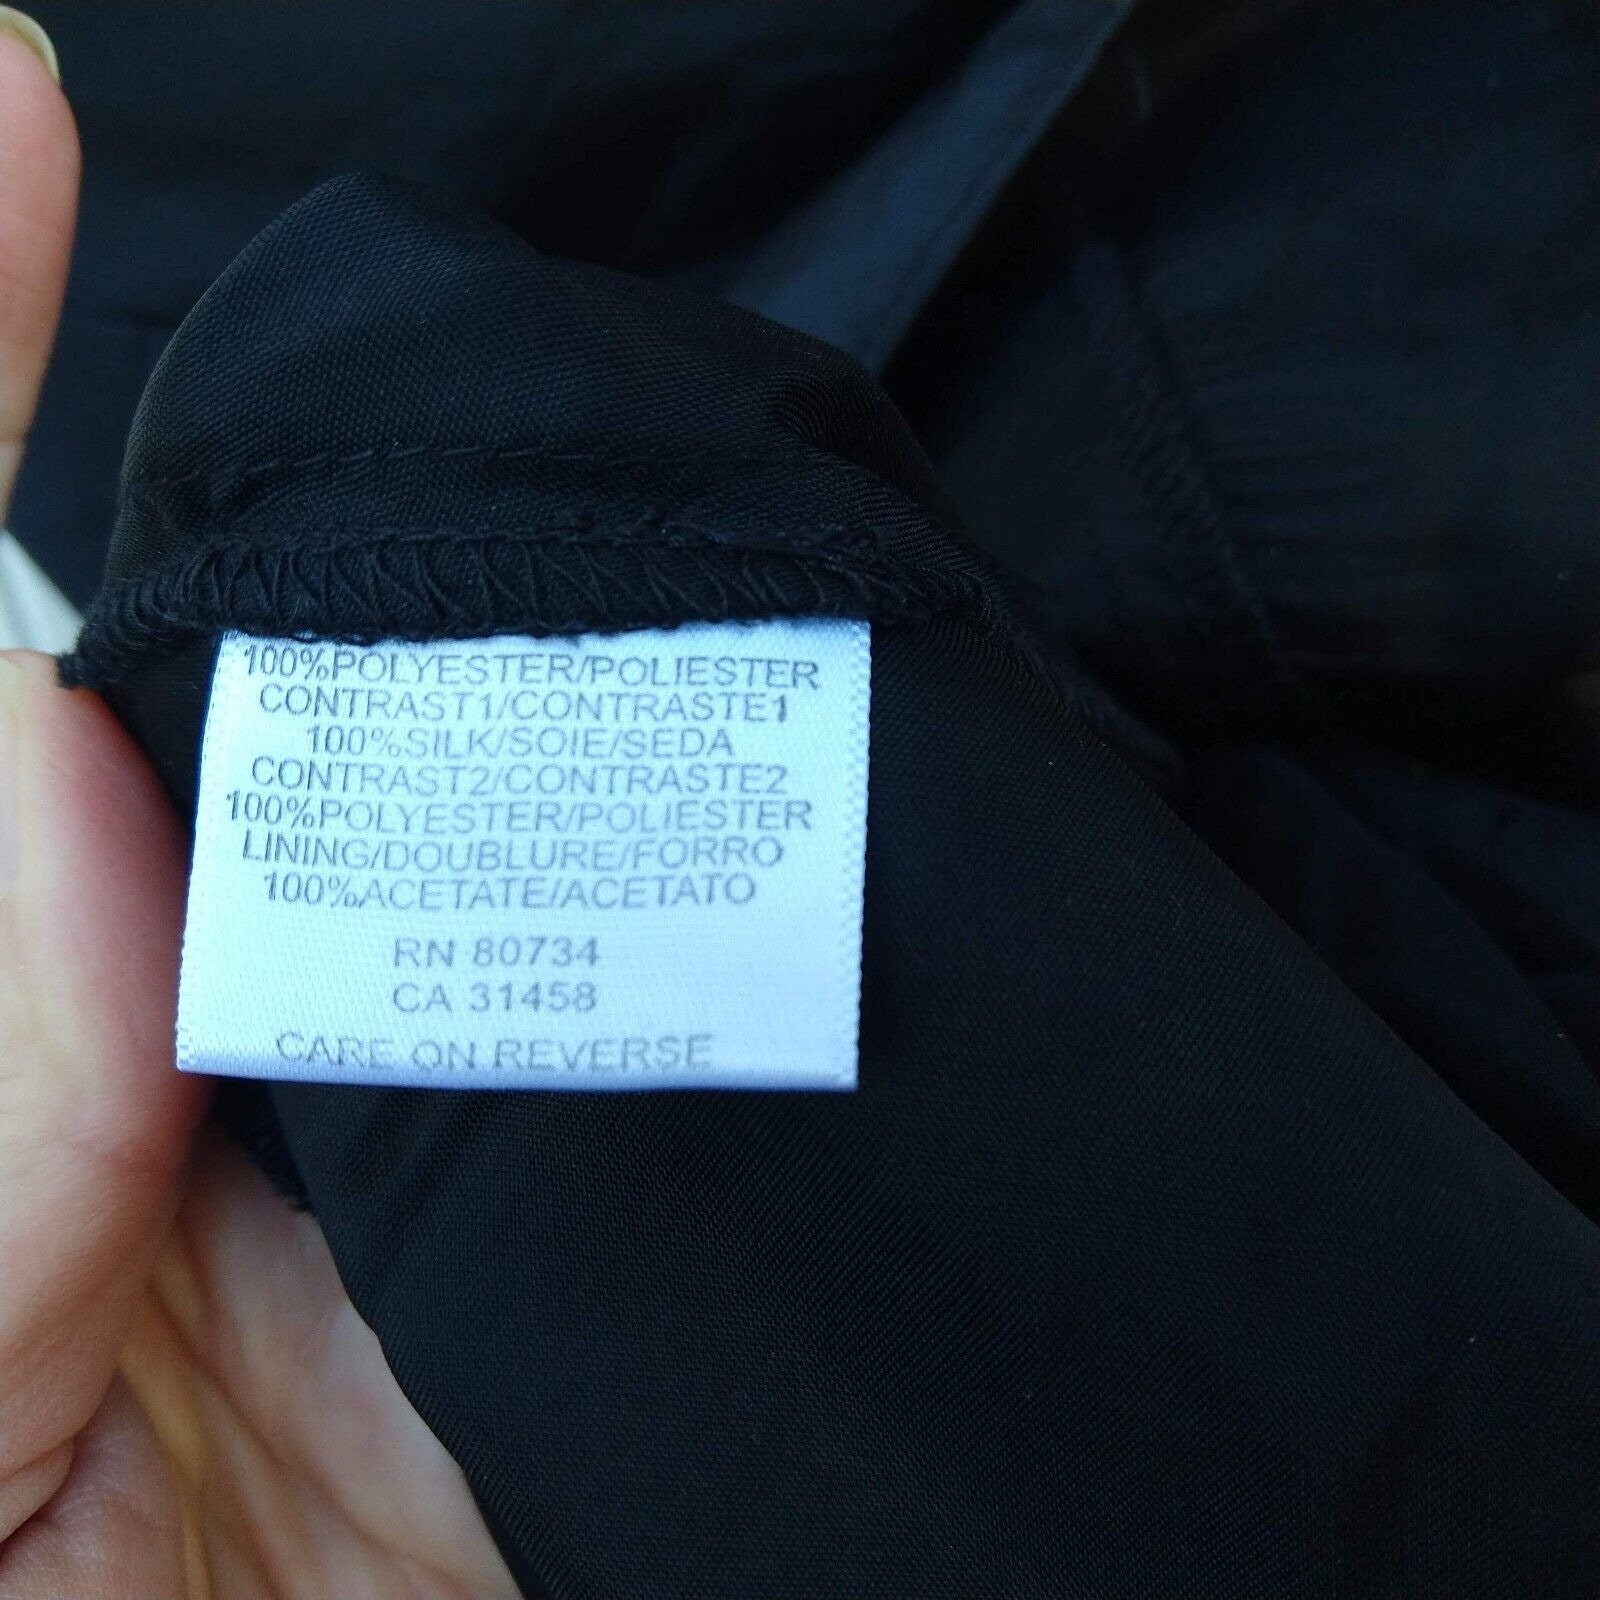 100%POLYESTER/POLIESTER
CONTRAST1/CONTRASTE1
100%SILK/SOIE/SEDA
CONTRAST2/CONTRASTE2
100%POLYESTER/POLIESTER
LINING/DOUBLURE/FORRO
100%ACETATE/ACETATO
RN 80734
CA 31458
CARE ON REVERSE